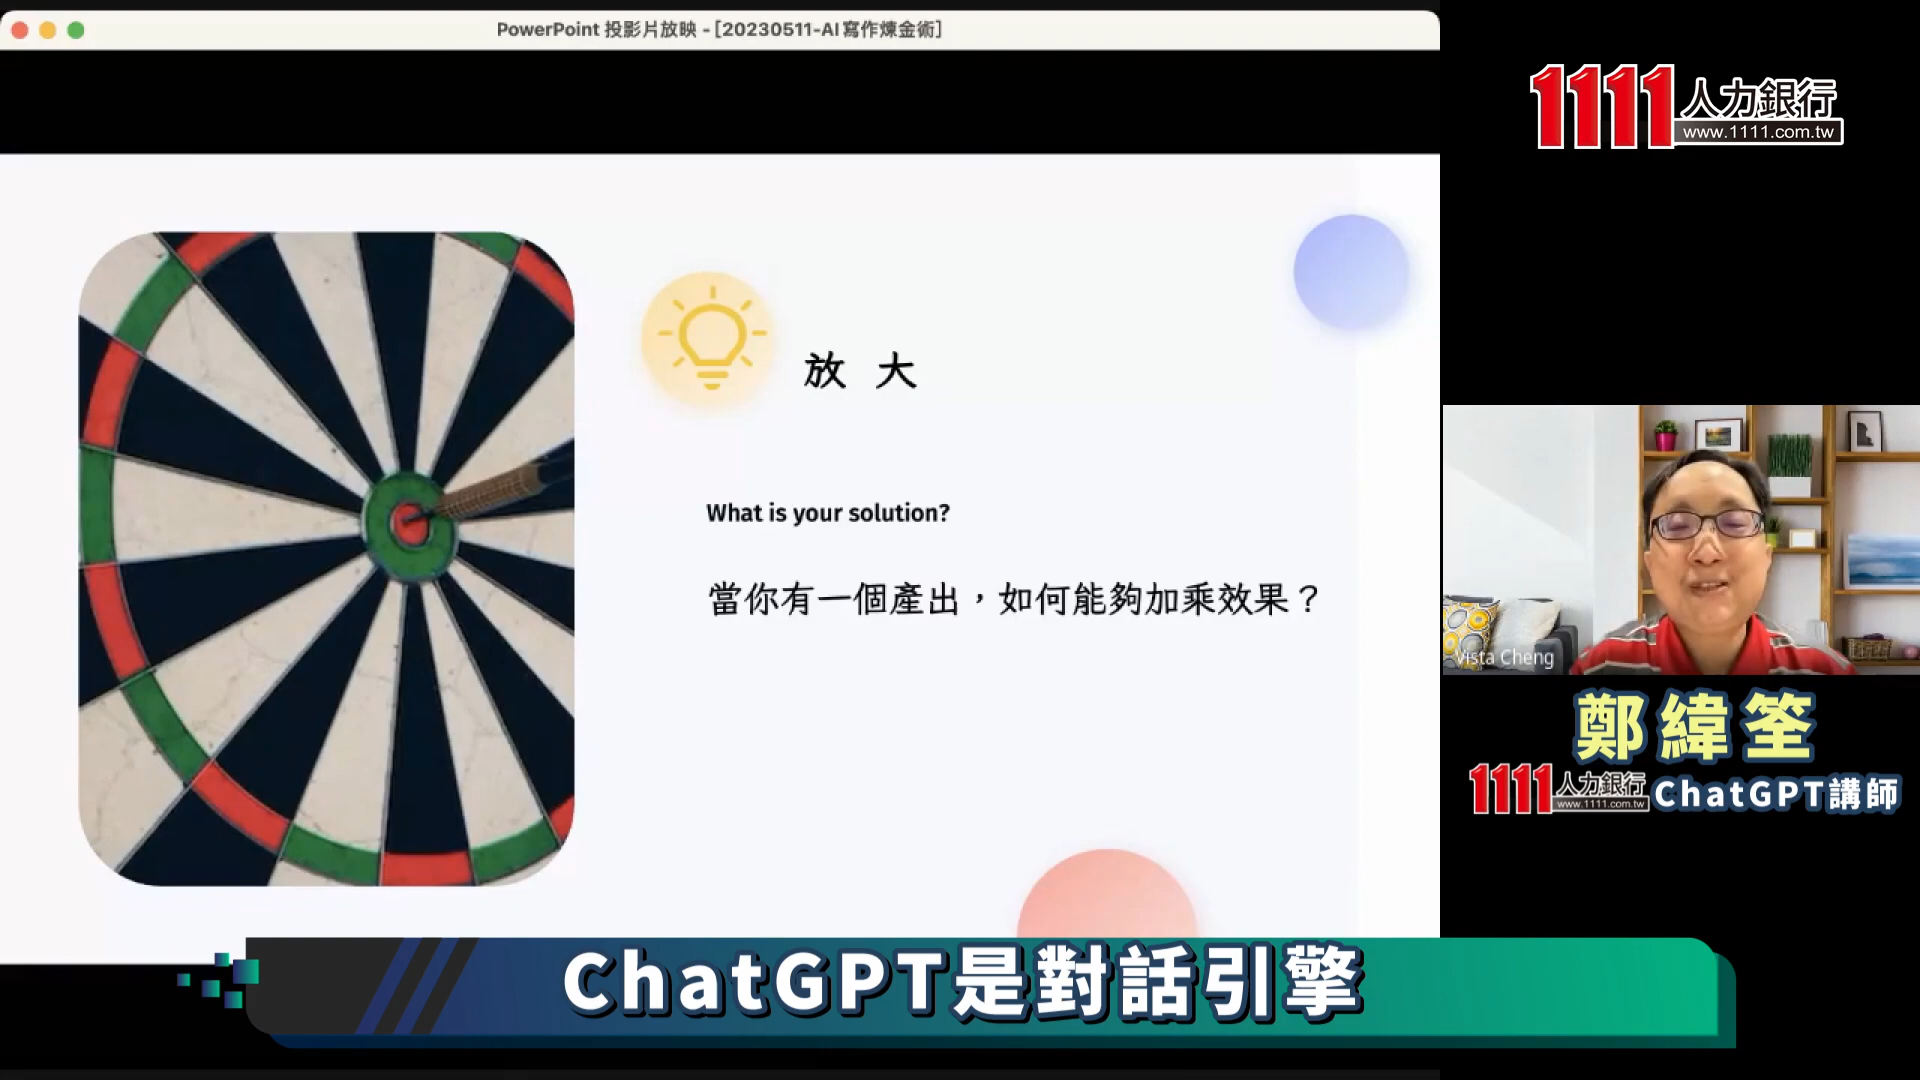 PowerPoint 投影片放映 - [20230511-AI寫作煉金術]
1111人力銀行
www.1111.com.tw
放 大
What is your solution?
當你有一個產出，如何能夠加乘效果？
Vista Cheng
鄭緯筌
1111人力銀行 ChatGPT講師
www.1111.com.tw
ChatGPT是對話引擎